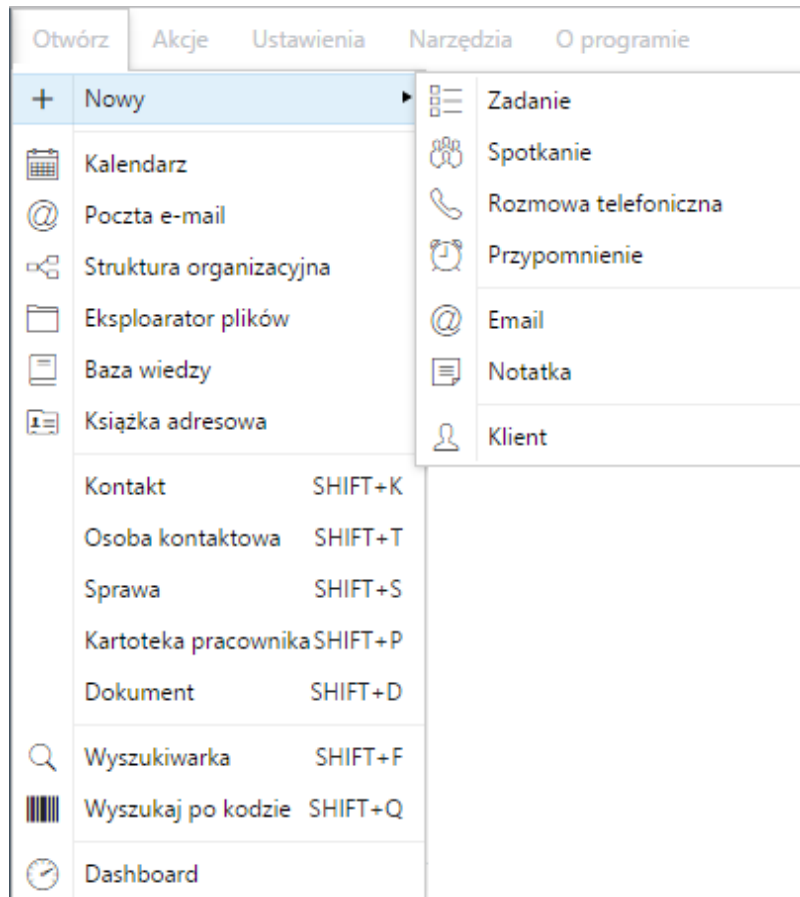 Otwórz Akcje Ustawienia Narzędzia O programie
Nowy
Kalendarz
Poczta e-mail
Struktura organizacyjna
Eksploarator plików
Baza wiedzy
Książka adresowa
Kontakt SHIFT+K
Osoba kontaktowa SHIFT+T
Sprawa SHIFT+S
Kartoteka pracownika SHIFT+P
Dokument SHIFT+D
Wyszukiwarka SHIFT+F
Wyszukaj po kodzie SHIFT+Q
Dashboard
Zadanie
Spotkanie
Rozmowa telefoniczna
Przypomnienie
Email
Notatka
Klient